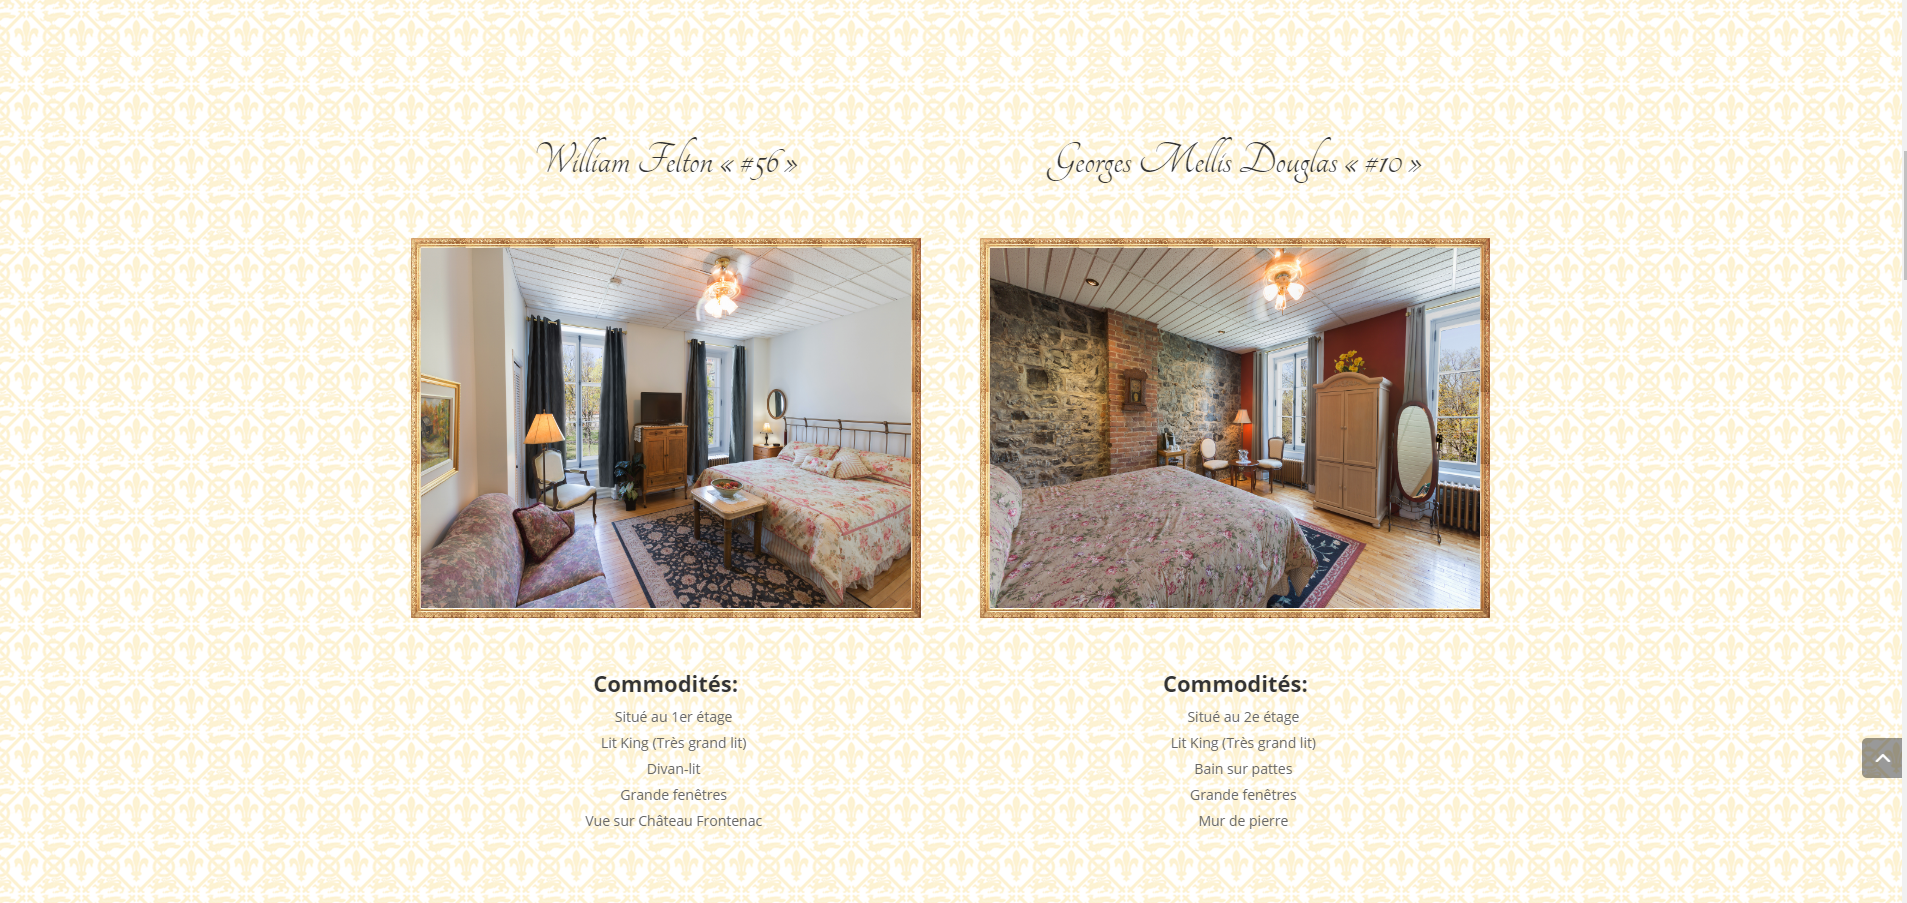 William Felton « #56 »
Georges Mellis Douglas « #10 »
Commodités:
Situé au 1er étage
Lit King (Très grand lit)
Divan-lit
Grande fenêtres
Vue sur Château Frontenac
Commodités:
Situé au 2e étage
Lit King (Très grand lit)
Bain sur pattes
Grande fenêtres
Mur de pierre